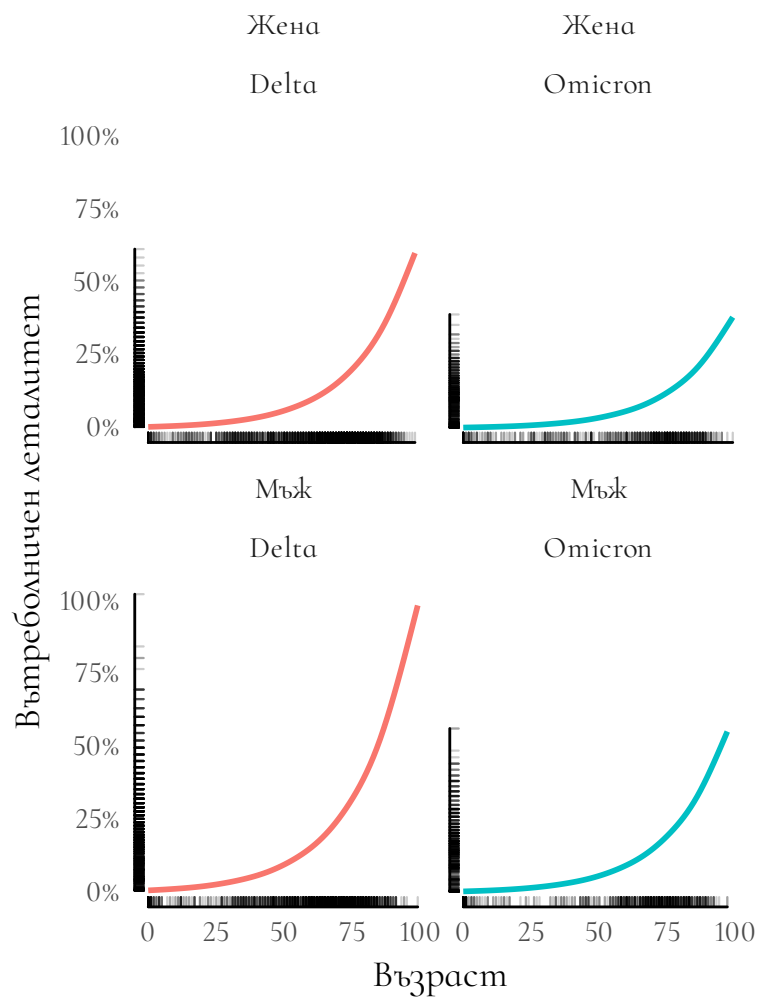 Жена
Жена
Delta
Omicron
100%
75%
50%
25%
0%
Мъж
Мъж
Delta
Omicron
100%
75%
50%
25%
0%
0 25 50 75 100
0 25 50 75 100
Вътреболничен леталитет
Възраст